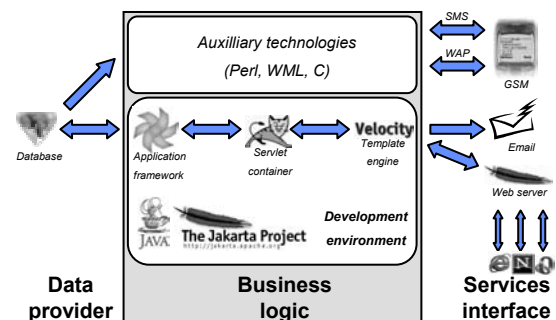 Auxilliary technologies
(Perl, WML, C)
SMS
WAP
GSM
Database
Application
framework
Servlet
container
Velocity
Template
engine
Email
Web server
JAVA
The Jakarta Project
http://jakarta.apache.org
Development
environment
Data
provider
Business
logic
Services
interface